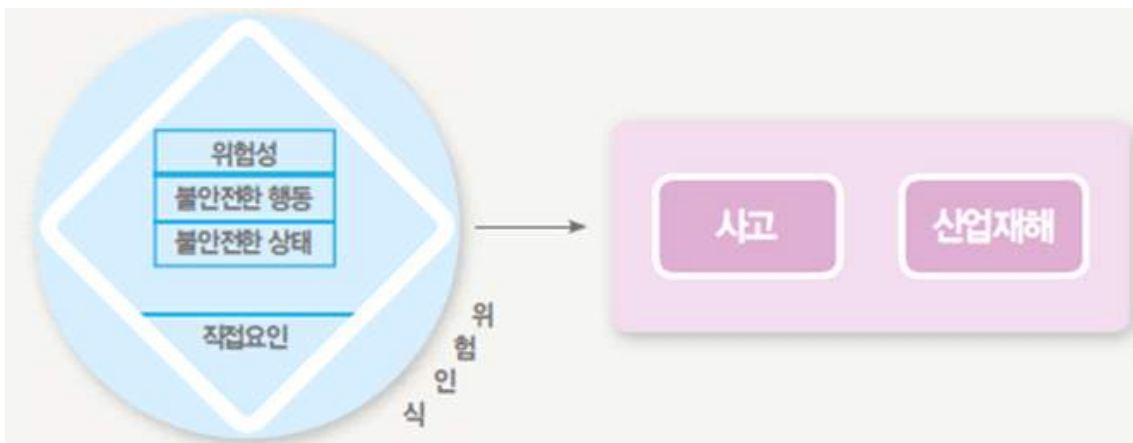 위험성
불안전한 행동
불안전한 상태
직접요인
위험인식
사고
산업재해